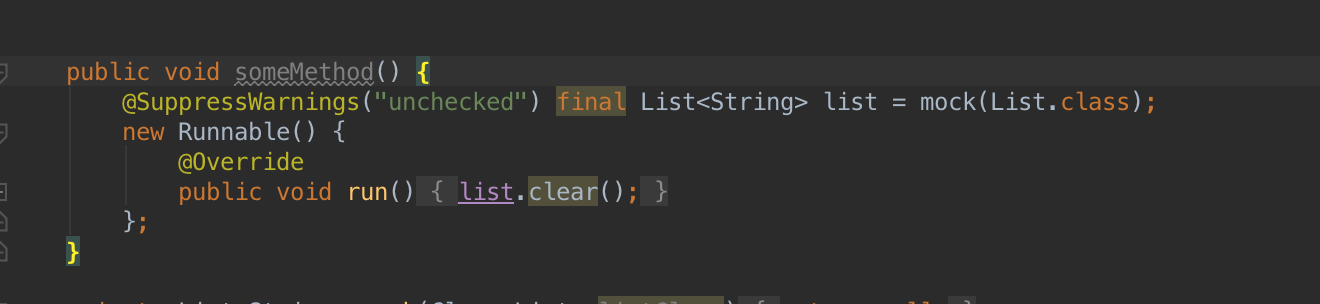 public void someMethod() {
@SuppressWarnings("unchecked") final List<String> list = mock(List.class);
new Runnable() {
@Override
public void run() { list.clear(); }
};
}